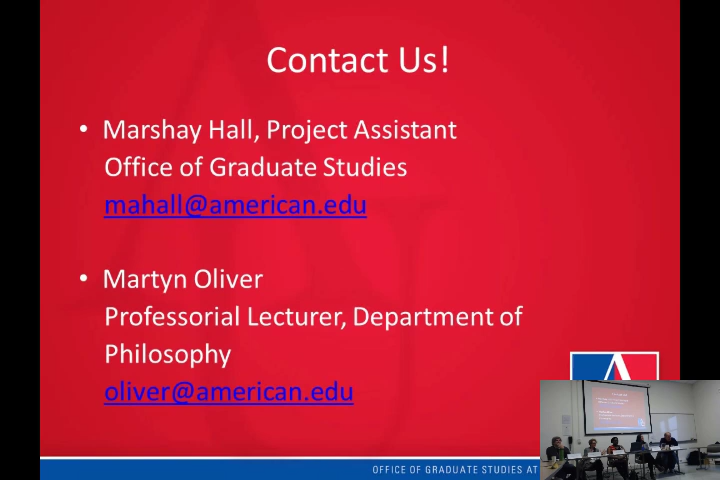 Contact Us!
• Marshay Hall, Project Assistant
Office of Graduate Studies
mahall@american.edu
• Martyn Oliver
Professorial Lecturer, Department of
Philosophy
oliver@american.edu
OFFICE OF GRADUATE STUDIES AT